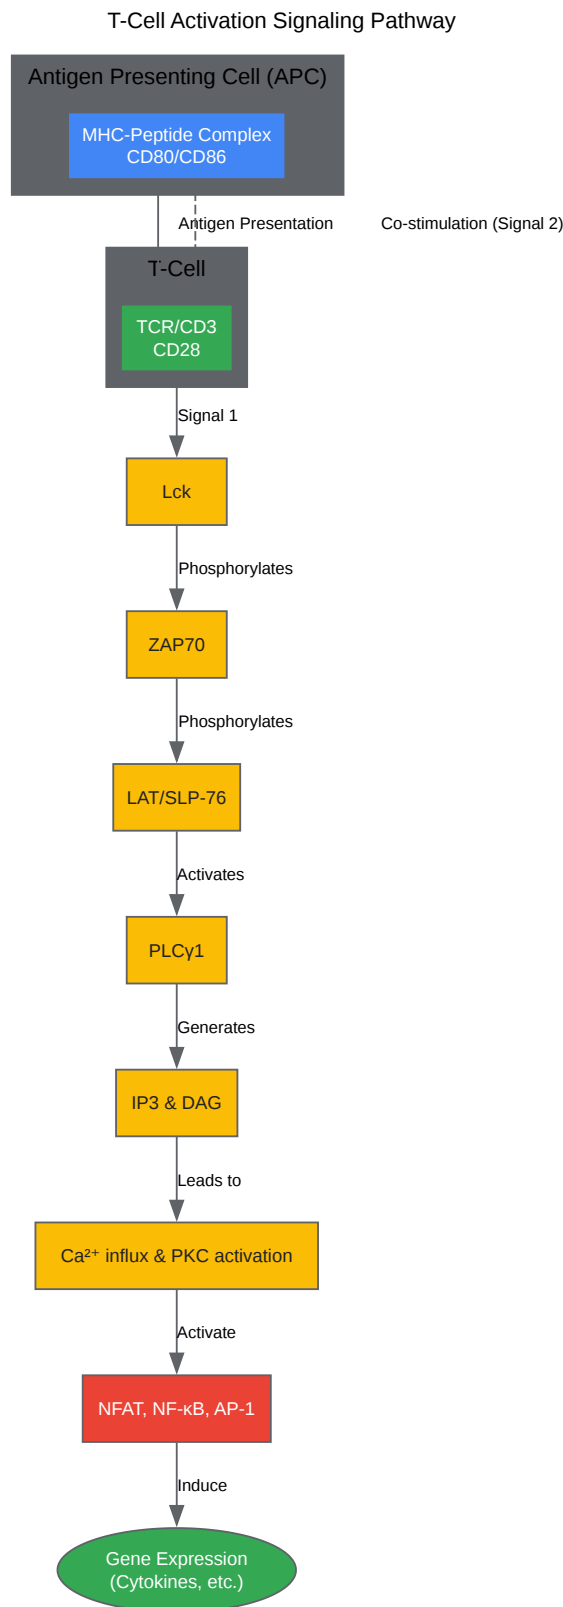 T-Cell Activation Signaling Pathway
Antigen Presenting Cell (APC)
MHC-Peptide Complex
CD80/CD86
Antigen Presentation
Co-stimulation (Signal 2)
T-Cell
TCR/CD3
CD28
Signal 1
Lck
Phosphorylates
ZAP70
Phosphorylates
LAT/SLP-76
Activates
PLCγ1
Generates
IP3 & DAG
Leads to
Ca²⁺ influx & PKC activation
Activate
NFAT, NF-κB, AP-1
Induce
Gene Expression
(Cytokines, etc.)